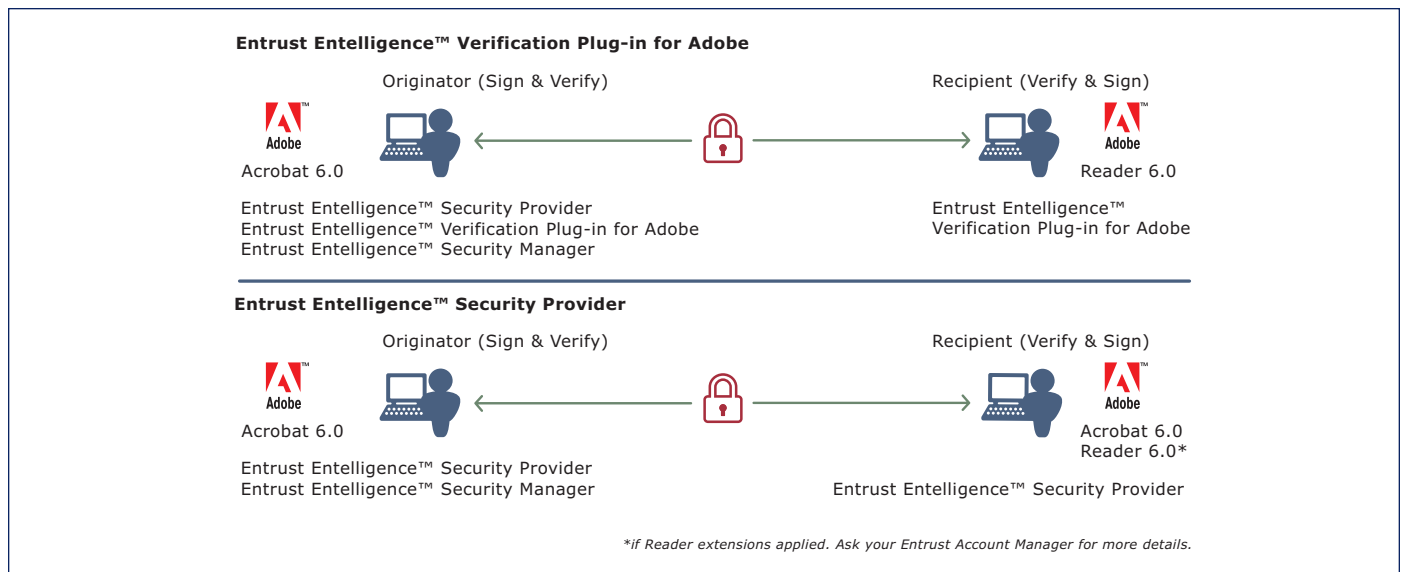 Entrust Entelligence™ Verification Plug-in for Adobe
Originator (Sign & Verify)
Recipient (Verify & Sign)
™
Adobe
Acrobat 6.0
™
Adobe
Reader 6.0
Entrust Entelligence™ Security Provider
Entrust Entelligence™ Verification Plug-in for Adobe
Entrust Entelligence™ Security Manager
Entrust Entelligence™
Verification Plug-in for Adobe
Entrust Entelligence™ Security Provider
Originator (Sign & Verify)
Recipient (Verify & Sign)
™
Adobe
Acrobat 6.0
™
Adobe
Acrobat 6.0
Reader 6.0*
Entrust Entelligence™ Security Provider
Entrust Entelligence™ Security Manager
Entrust Entelligence™ Security Provider
*if Reader extensions applied. Ask your Entrust Account Manager for more details.